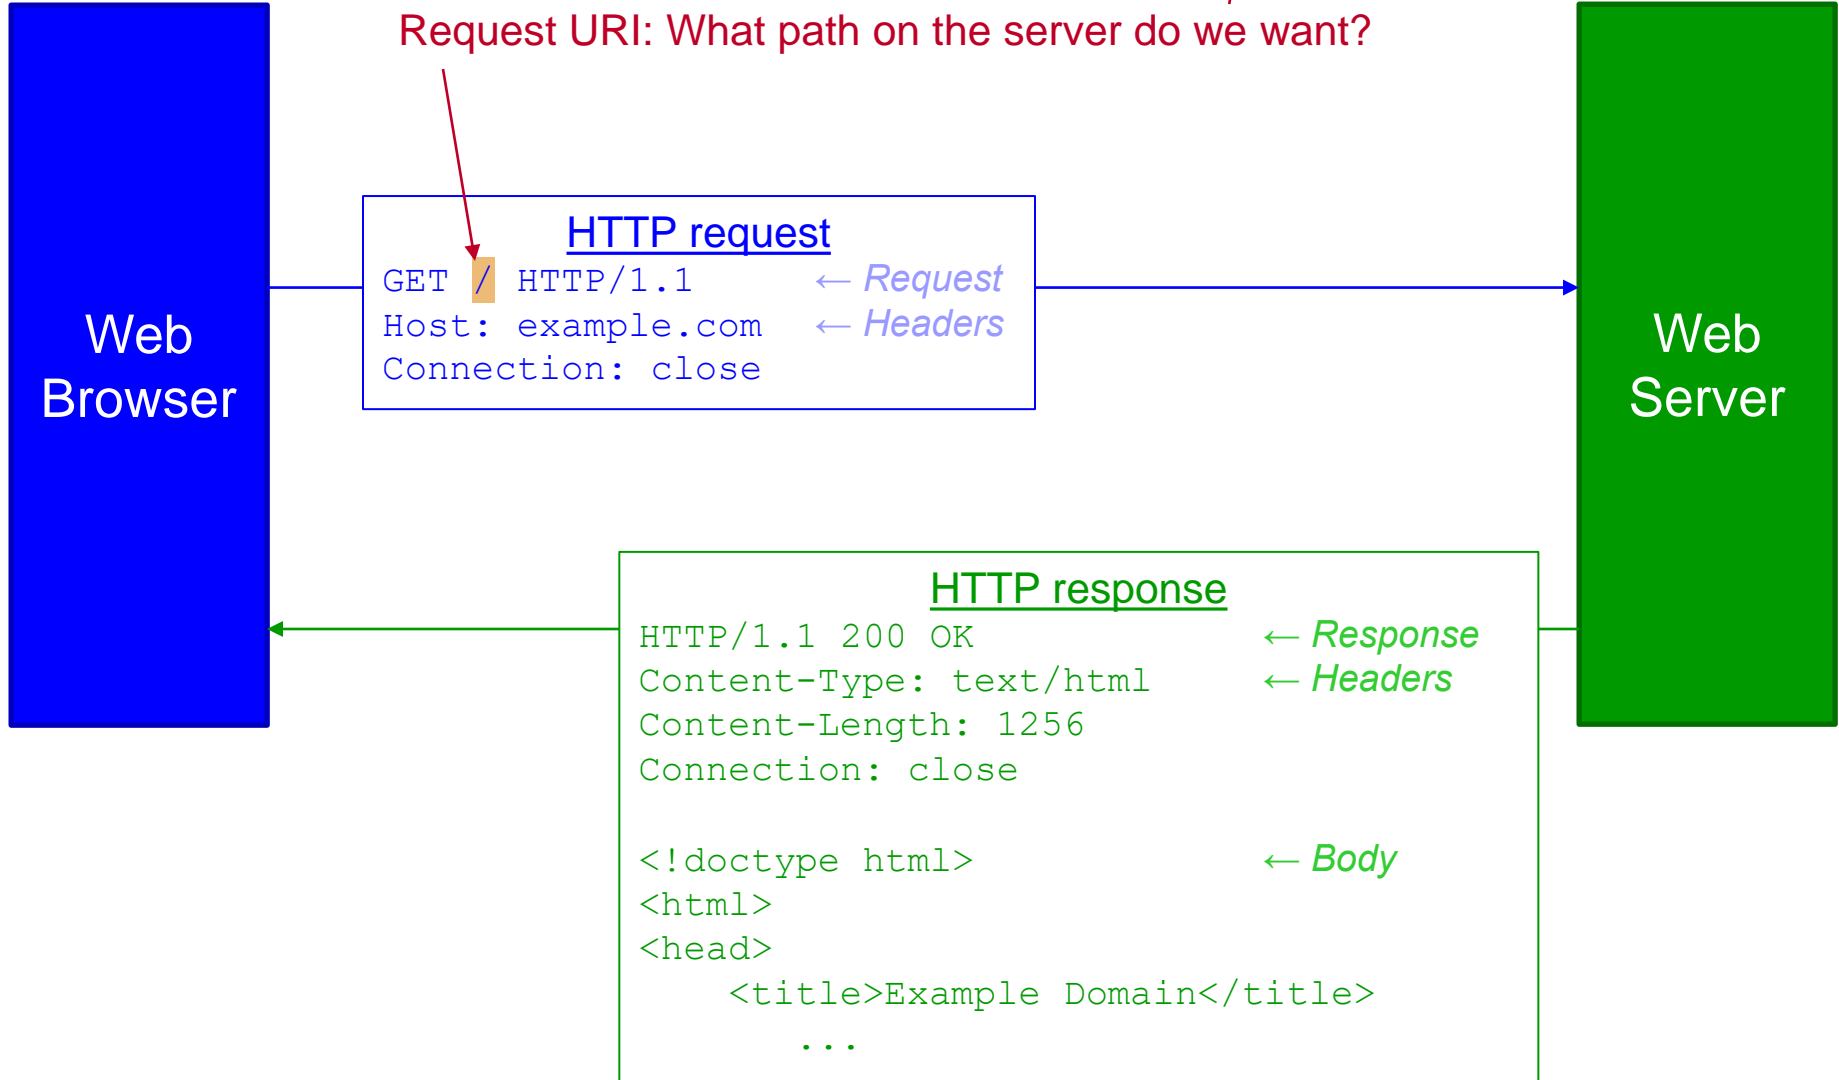 Request URI: What path on the server do we want?
HTTP request
GET / HTTP/1.1 ← Request
Host: example.com ← Headers
Connection: close
Web
Browser
Web
Server
HTTP response
HTTP/1.1 200 OK ← Response
Content-Type: text/html ← Headers
Content-Length: 1256
Connection: close
<!doctype html> ← Body
<html>
<head>
<title>Example Domain</title>
...